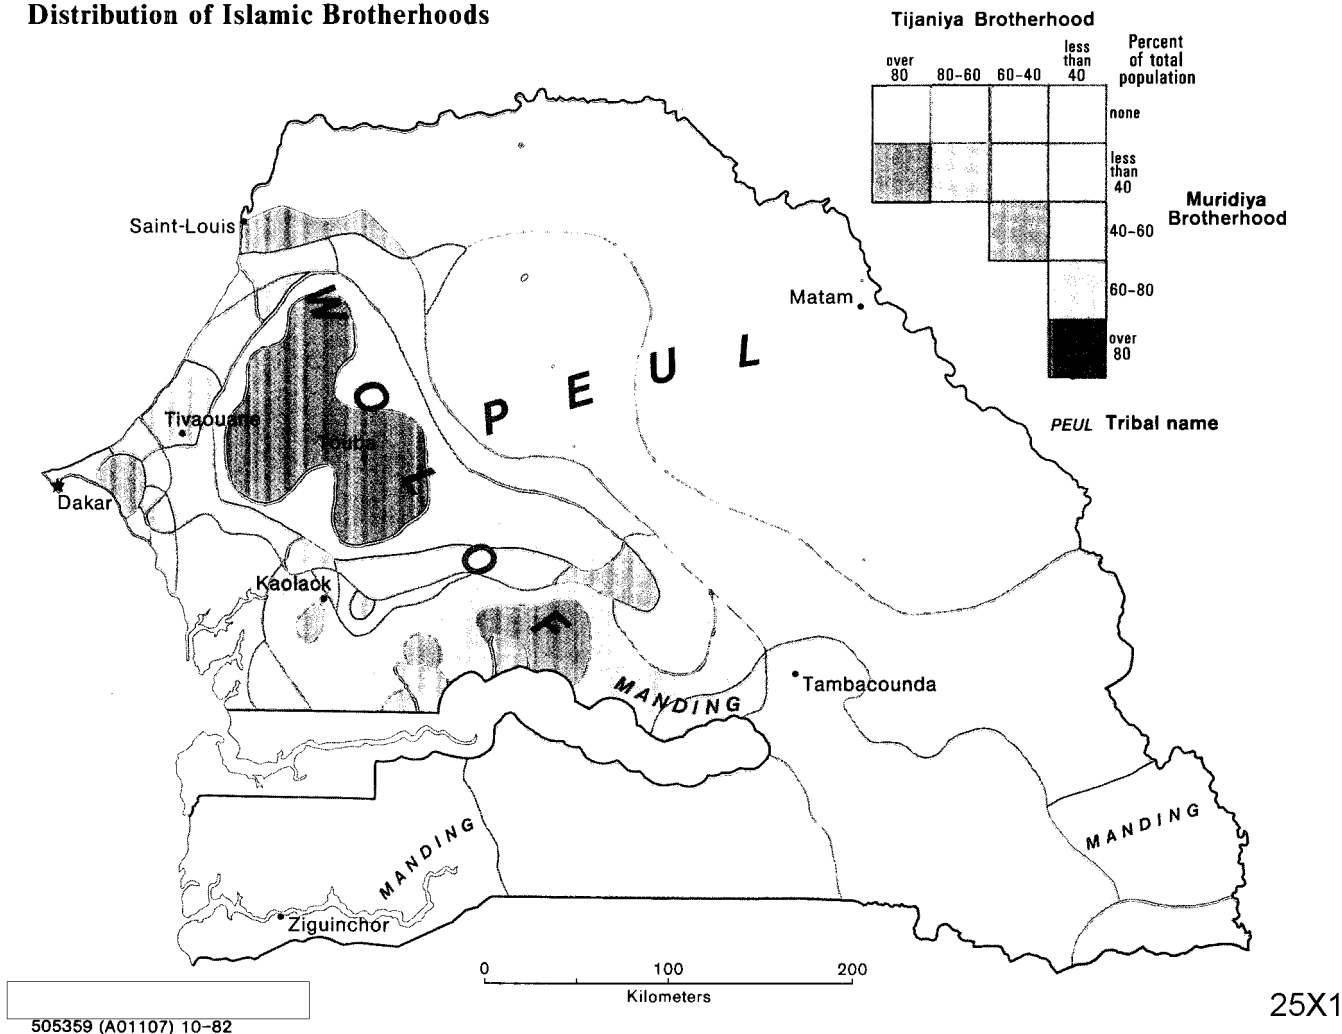 Distribution of Islamic Brotherhoods
Tijaniya Brotherhood
over
80
80-60
60-40
less
than
40
Percent
of total
population
none
less
than
40
40-60
60-80
over
80
Muridiya
Brotherhood
PEUL Tribal name
Saint-Louis
Matam
WOLOF
PEUL
Tivaouane
Touba
Dakar
Kaolack
MANDING
Tambacounda
MANDING
MANDING
Ziguinchor
0 100 200
Kilometers
505359 (A01107) 10-82
25X1